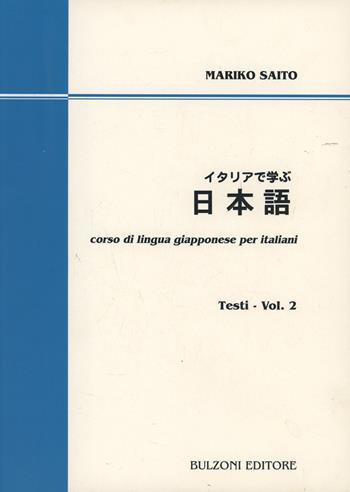 MARIKO SAITO
イタリアで学ぶ
日本語
corso di lingua giapponese per italiani
Testi - Vol. 2
BULZONI EDITORE